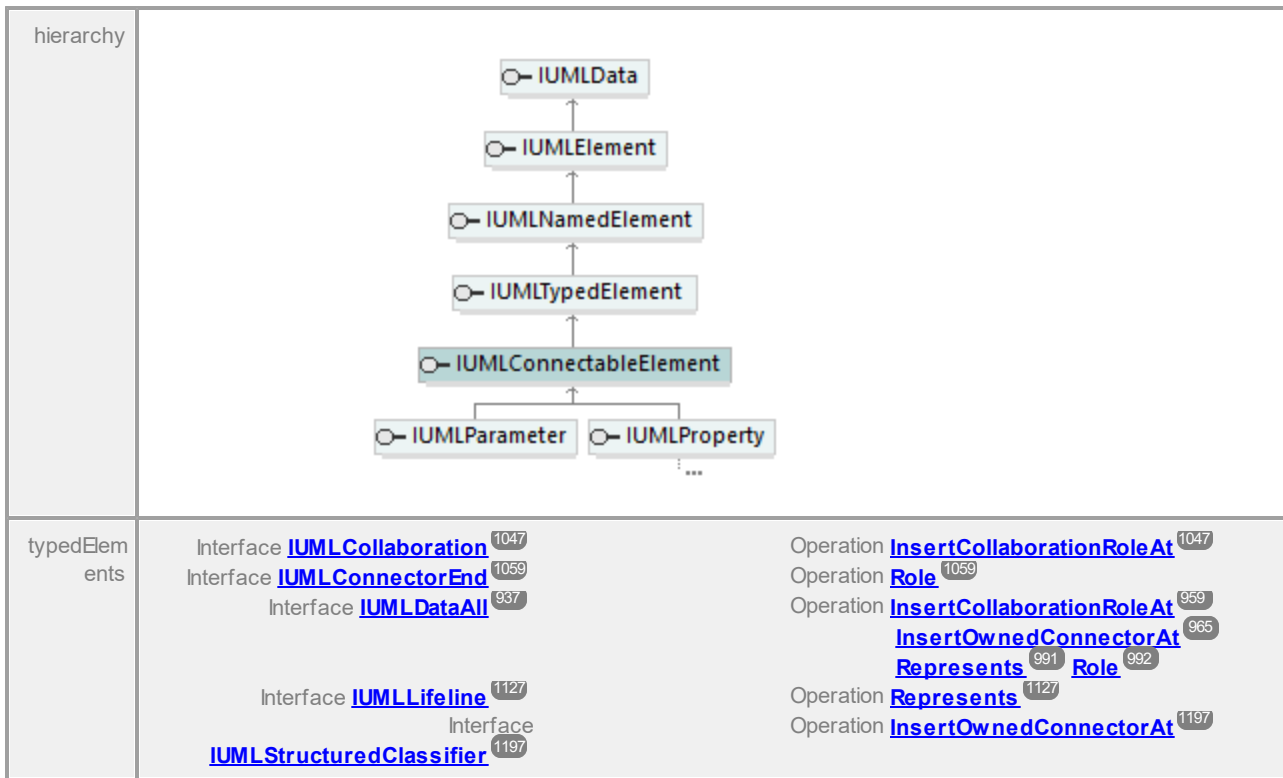 hierarchy
IUMLData
IUMLElement
IUMLNamedElement
IUMLTypedElement
IUMLConnectableElement
IUMLParameter IUMLProperty
...
typedElem
ents
Interface IUMLCollaboration 1047 Operation InsertCollaborationRoleAt 1047
Interface IUMLConnectorEnd 1059 Operation Role 1059
Interface IUMLDataAll 937 Operation InsertCollaborationRoleAt 959
InsertOwnedConnectorAt 965
Represents 991 Role 992
Interface IUMLLifeline 1127 Operation Represents 1127
Interface Operation InsertOwnedConnectorAt 1197
IUMLStructuredClassifier 1197